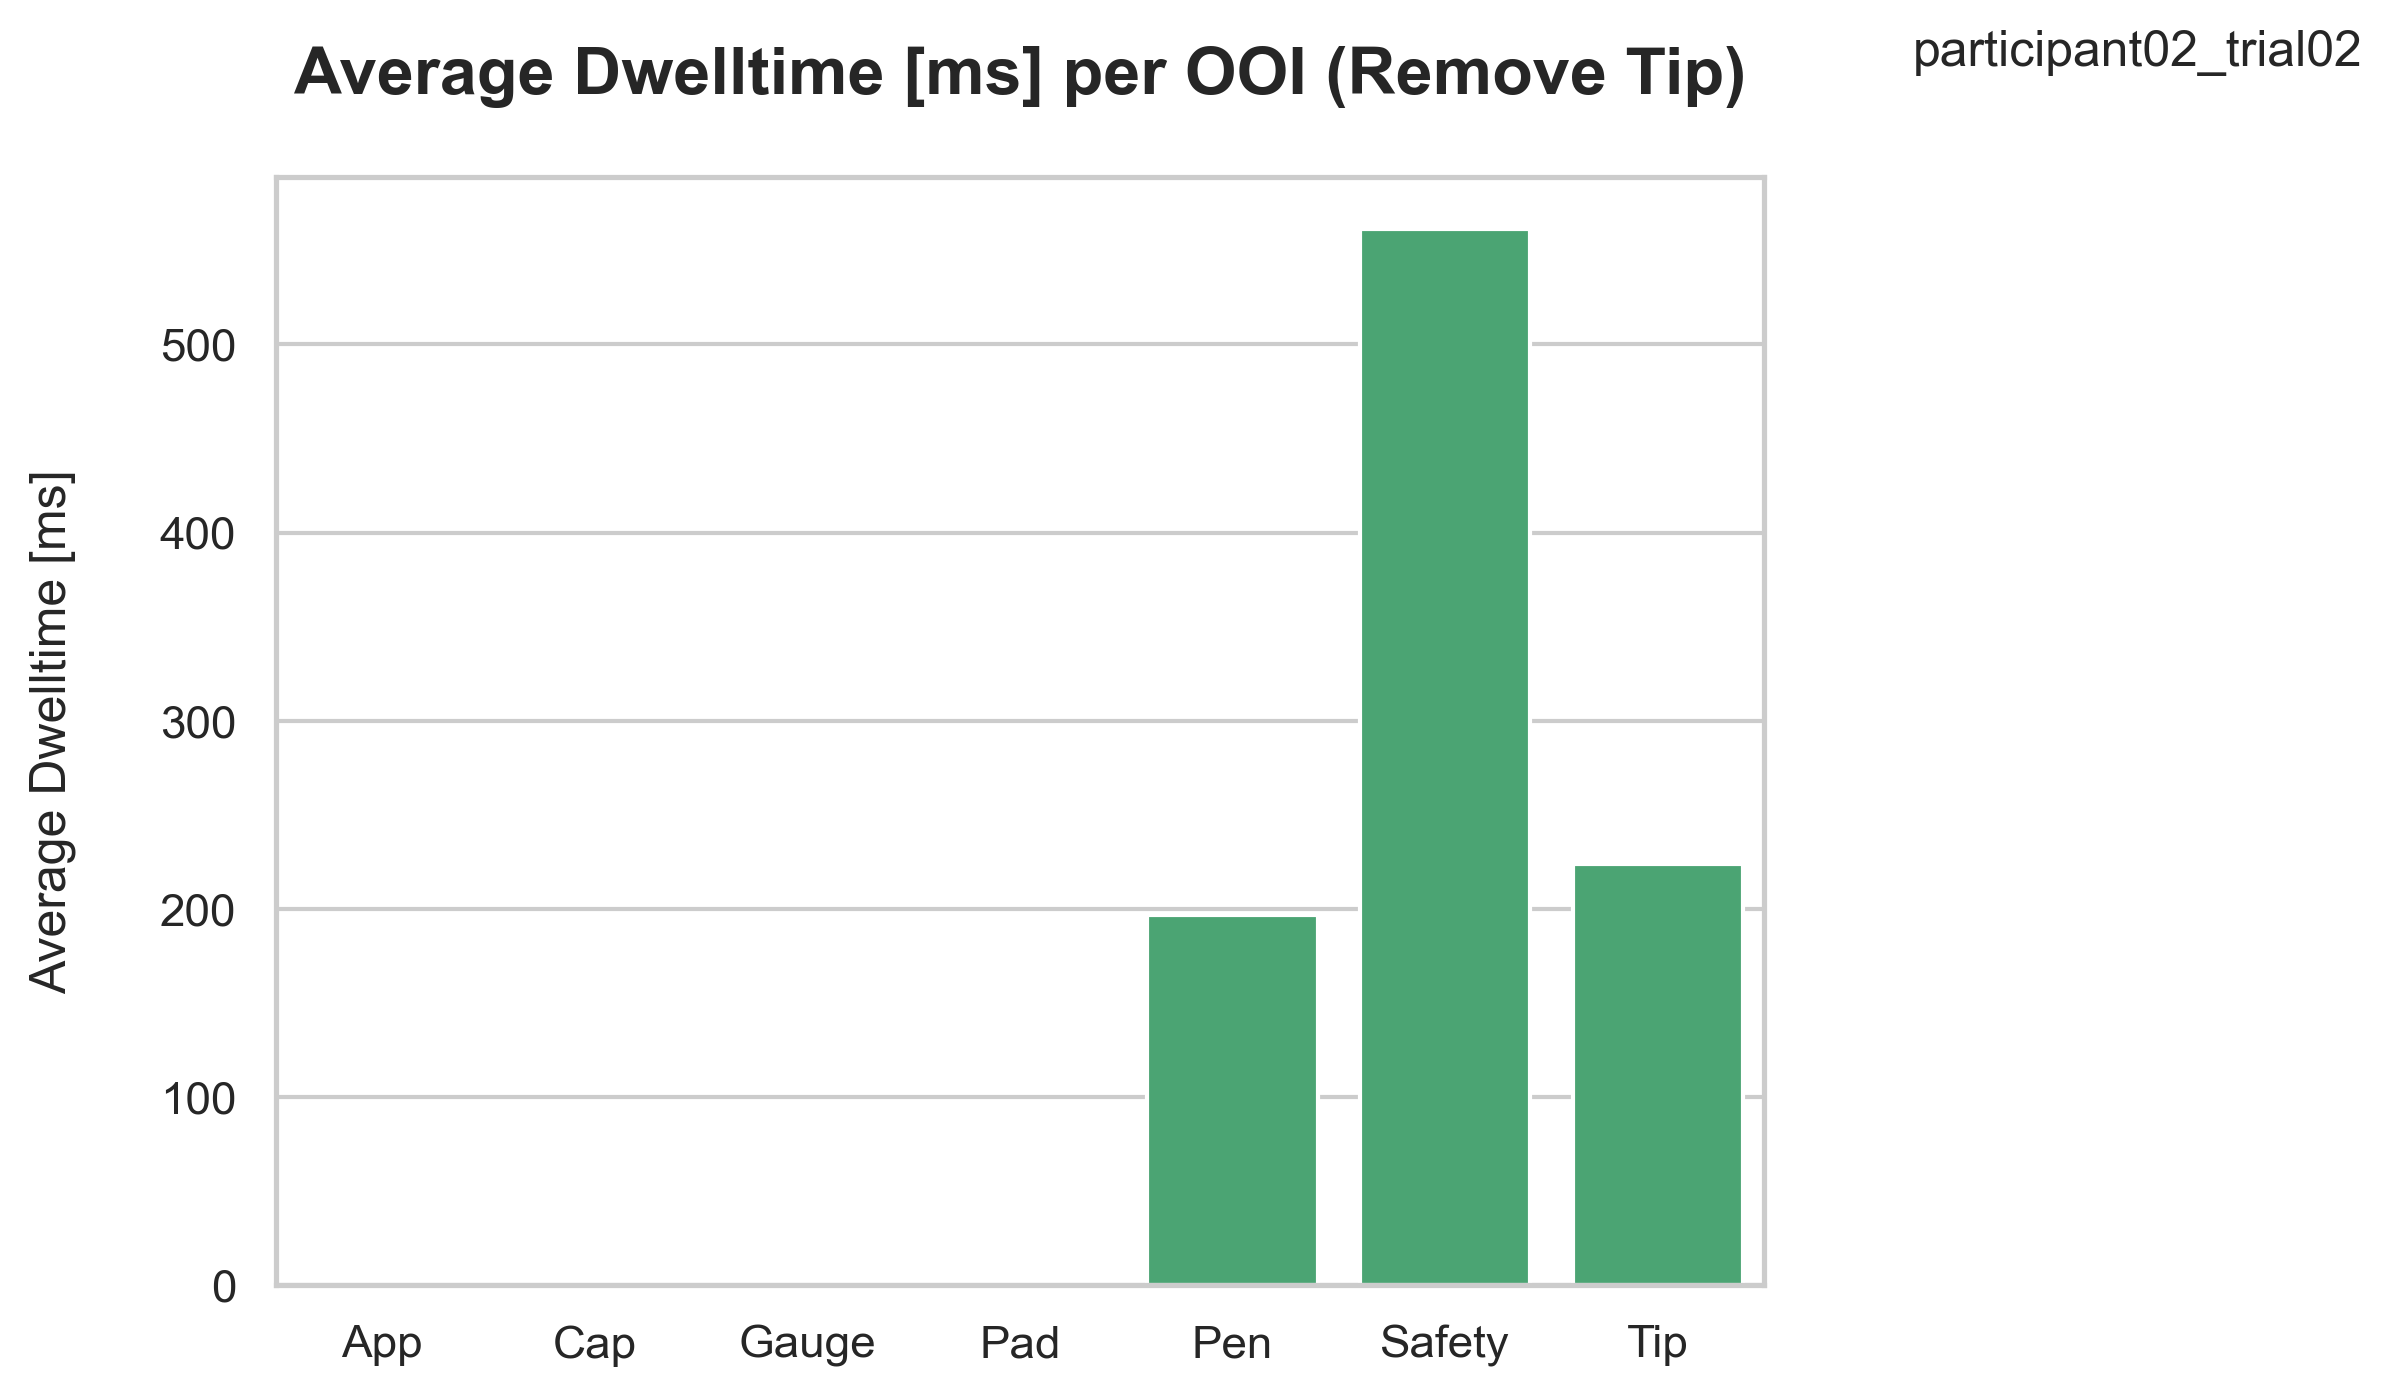 Average Dwelltime [ms] per OOI (Remove Tip)
participant02_trial02
Average Dwelltime [ms]
500
400
300
200
100
0
App Cap Gauge Pad Pen Safety Tip